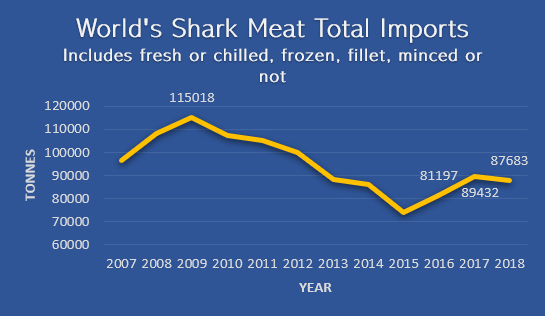 World's Shark Meat Total Imports
Includes fresh or chilled, frozen, fillet, minced or
not
115018
120000
110000
100000
90000
80000
70000
60000
TONNES
81197
89432
87683
2007 2008 2009 2010 2011 2012 2013 2014 2015 2016 2017 2018
YEAR